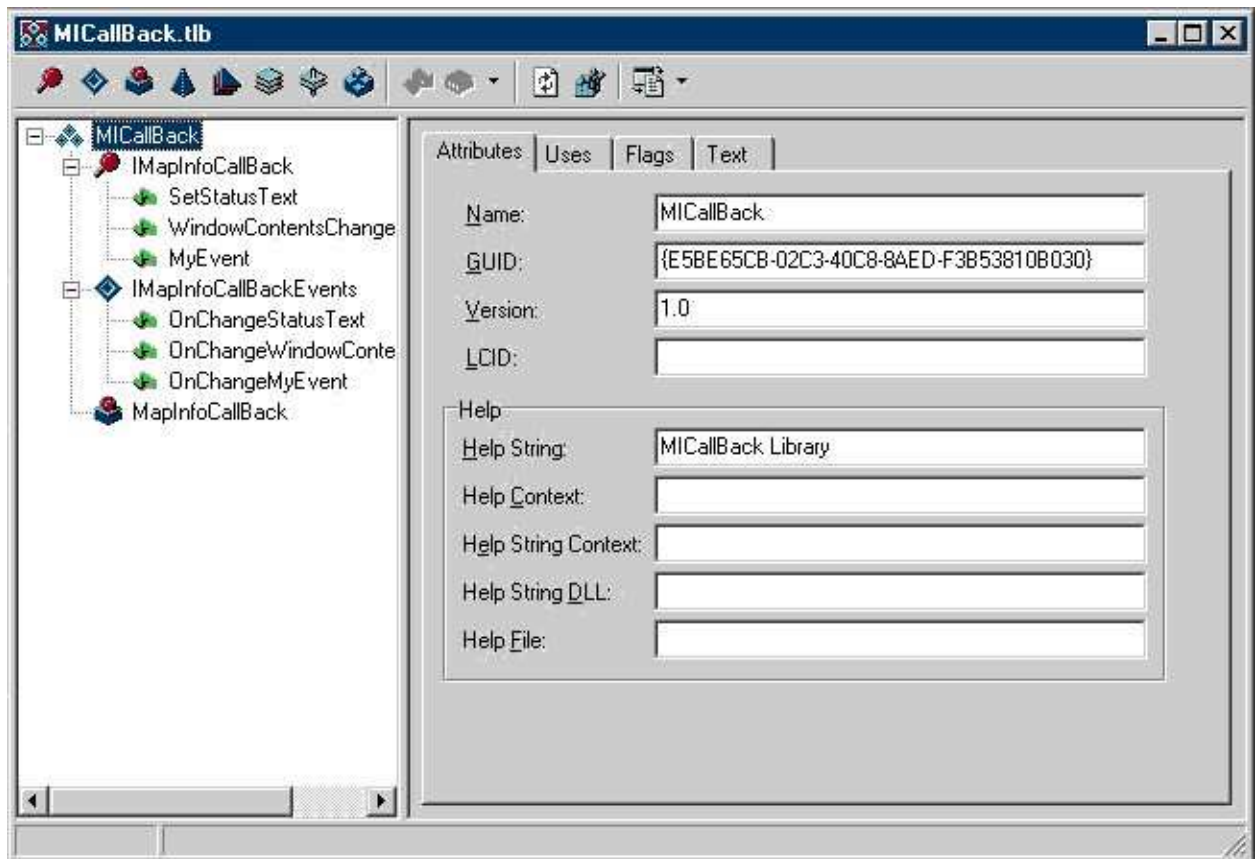 MICallBack.tlb
MICallBack
IMapInfoCallBack
SetStatusText
WindowContentsChange
MyEvent
IMapInfoCallBackEvents
OnChangeStatusText
OnChangeWindowConte
OnChangeMyEvent
MapInfoCallBack
Attributes Uses Flags Text
Name: MICallBack
GUID: {E5BE65CB-02C3-40C8-8AED-F3B53810B030}
Version: 1.0
LCID:
Help
Help String: MICallBack Library
Help Context:
Help String Context:
Help String DLL:
Help File: